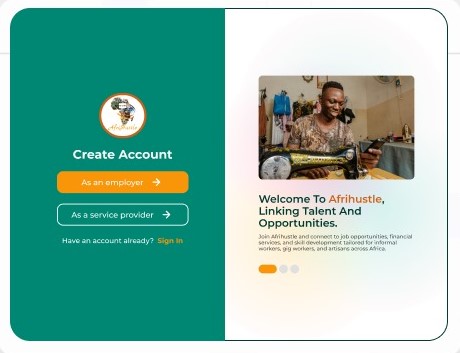 Afrihustle
Create Account
As an employer
As a service provider
Have an account already? Sign In
Welcome To Afrihustle,
Linking Talent And
Opportunities.
Join Afrihustle and connect to job opportunities, financial
services, and skill development tailored for informal
workers, gig workers, and artisans across Africa.